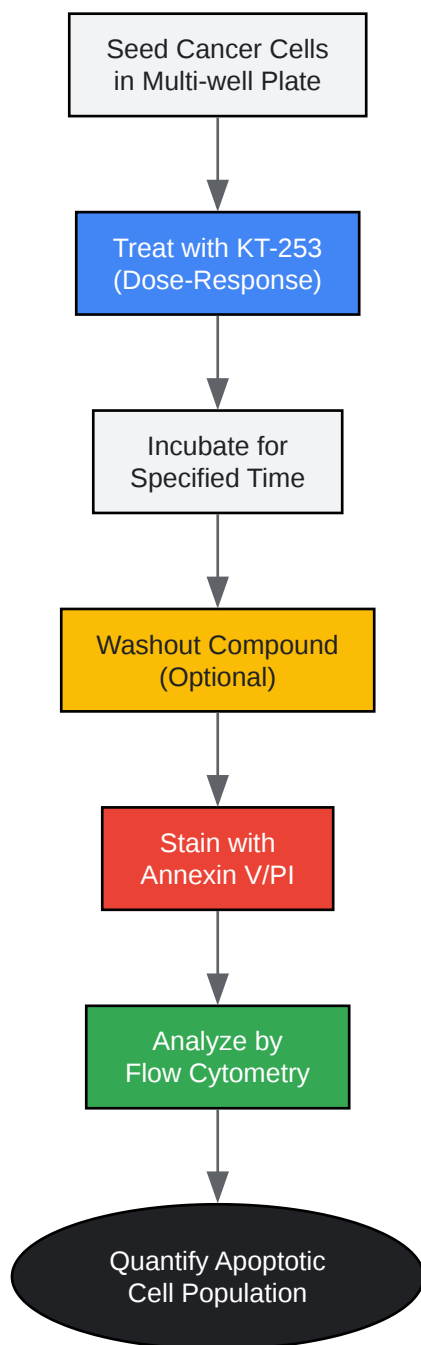 Seed Cancer Cells
in Multi-well Plate
Treat with KT-253
(Dose-Response)
Incubate for
Specified Time
Washout Compound
(Optional)
Stain with
Annexin V/PI
Analyze by
Flow Cytometry
Quantify Apoptotic
Cell Population